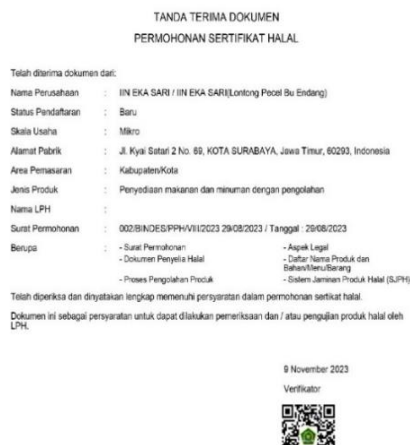 TANDA TERIMA DOKUMEN
PERMOHONAN SERTIFIKAT HALAL
Telah diterima dokumen dari:
Nama Perusahaan : IIN EKA SARI / IIN EKA SARI(Lontong Pecel Bu Endang)
Status Pendaftaran : Baru
Skala Usaha : Mikro
Alamat Pabrik : Jl. Kyai Satari 2 No. 69, KOTA SURABAYA, Jawa Timur, 60293, Indonesia
Area Pemasaran : Kabupaten/Kota
Jenis Produk : Penyediaan makanan dan minuman dengan pengolahan
Nama LPH :
Surat Permohonan : 002/BINDES/PPH/VIII/2023 29/08/2023 / Tanggal : 29/08/2023
Berupa : - Surat Permohonan - Aspek Legal
- Dokumen Penyelia Halal - Daftar Nama Produk dan
Bahan/Menu/Barang
- Proses Pengolahan Produk - Sistem Jaminan Produk Halal (SJPH)
Telah diperiksa dan dinyatakan lengkap memenuhi persyaratan dalam permohonan sertikat halal.
Dokumen ini sebagai persyaratan untuk dapat dilakukan pemeriksaan dan / atau pengujian produk halal oleh
LPH.
9 November 2023
Verifikator